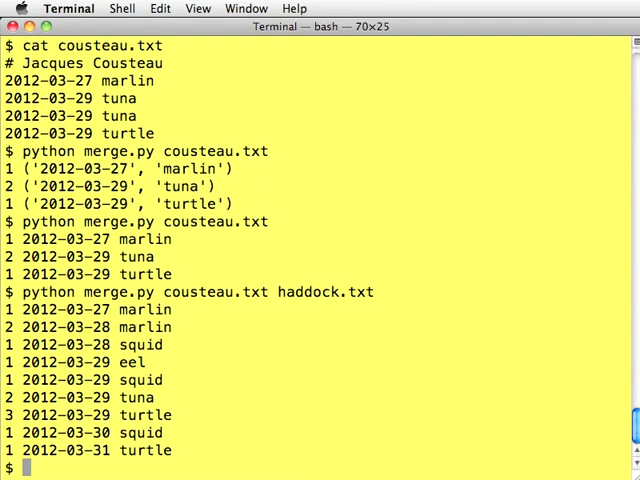 Terminal Shell Edit View Window Help
Terminal — bash — 70×25
$ cat cousteau.txt
# Jacques Cousteau
2012-03-27 marlin
2012-03-29 tuna
2012-03-29 tuna
2012-03-29 turtle
$ python merge.py cousteau.txt
1 ('2012-03-27', 'marlin')
2 ('2012-03-29', 'tuna')
1 ('2012-03-29', 'turtle')
$ python merge.py cousteau.txt
1 2012-03-27 marlin
2 2012-03-29 tuna
1 2012-03-29 turtle
$ python merge.py cousteau.txt haddock.txt
1 2012-03-27 marlin
2 2012-03-28 marlin
1 2012-03-28 squid
1 2012-03-29 eel
1 2012-03-29 squid
2 2012-03-29 tuna
3 2012-03-29 turtle
1 2012-03-30 squid
1 2012-03-31 turtle
$